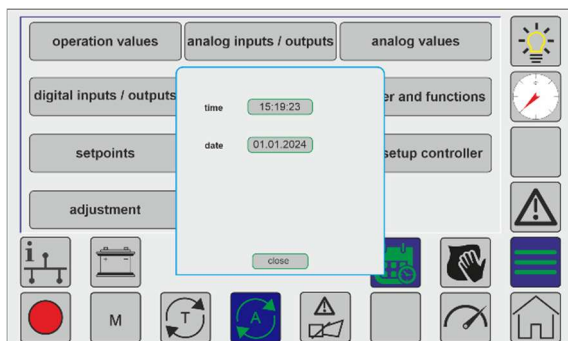 operation values
analog inputs / outputs
analog values
digital inputs / outputs
er and functions
setpoints
setup controller
adjustment
time 15:19:23
date 01.01.2024
close
i
M
T
A